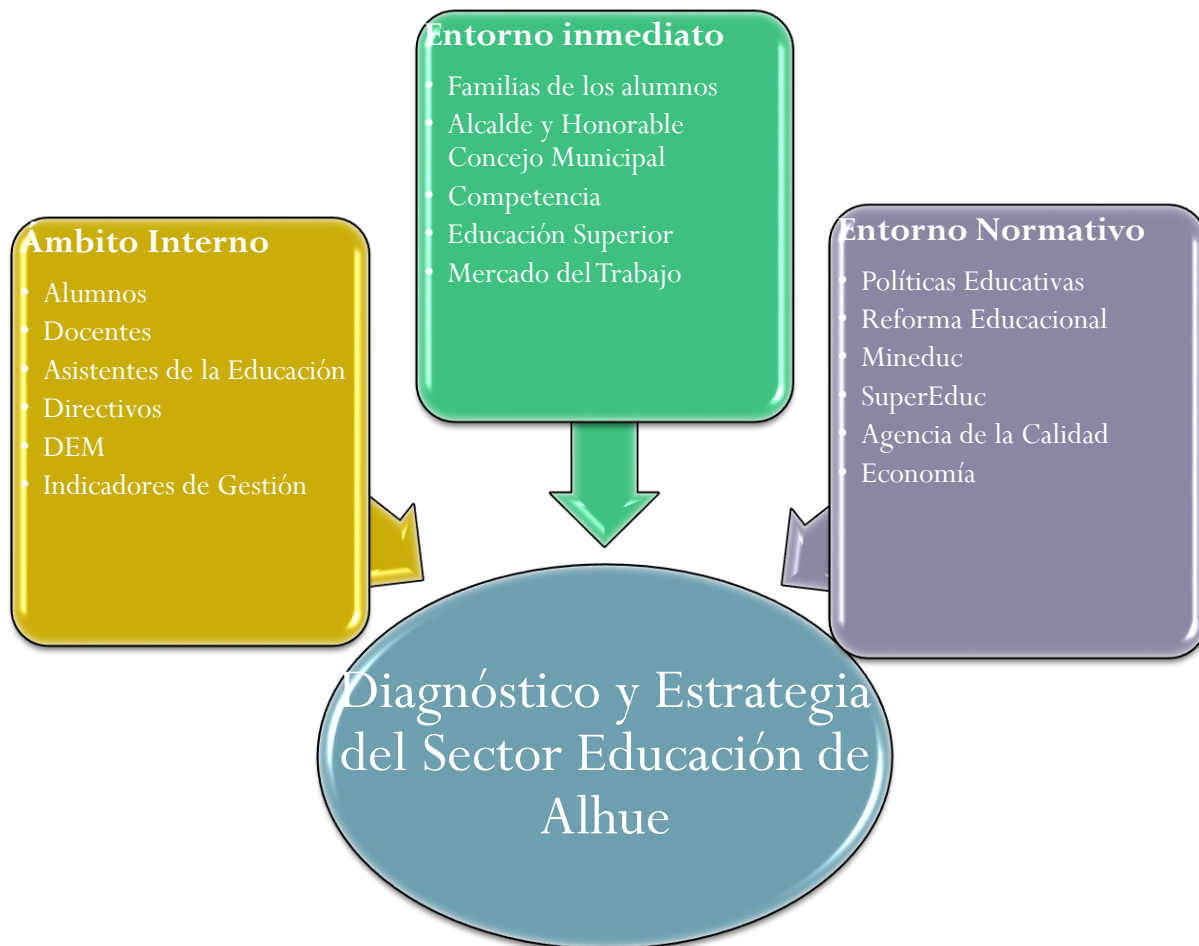 Entorno inmediato
• Familias de los alumnos
• Alcalde y Honorable
Concejo Municipal
• Competencia
• Educación Superior
• Mercado del Trabajo
Ámbito Interno
• Alumnos
• Docentes
• Asistentes de la Educación
• Directivos
• DEM
• Indicadores de Gestión
Entorno Normativo
• Políticas Educativas
• Reforma Educacional
• Mineduc
• SuperEduc
• Agencia de la Calidad
• Economía
Diagnóstico y Estrategia
del Sector Educación de
Alhue